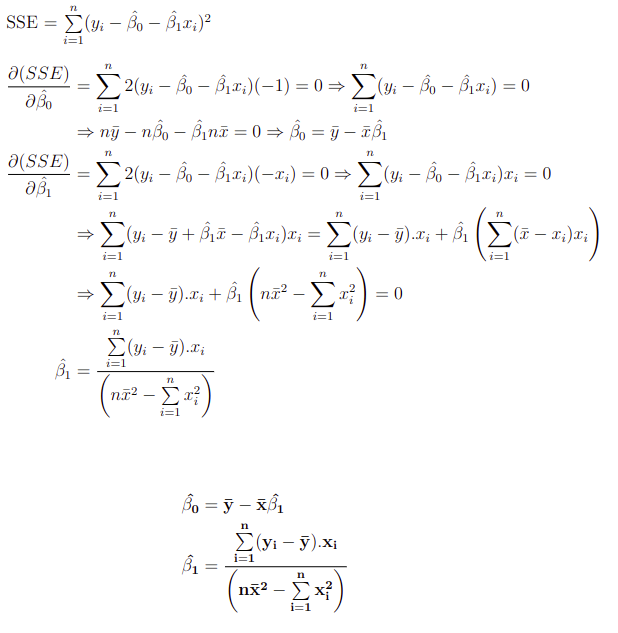 SSE = \sum_{i=1}^{n}(y_i - \hat{\beta}_0 - \hat{\beta}_1 x_i)^2
\frac{\partial(SSE)}{\partial\hat{\beta}_0} = \sum_{i=1}^{n} 2(y_i - \hat{\beta}_0 - \hat{\beta}_1 x_i)(-1) = 0 \Rightarrow \sum_{i=1}^{n}(y_i - \hat{\beta}_0 - \hat{\beta}_1 x_i) = 0
\Rightarrow n\bar{y} - n\hat{\beta}_0 - \hat{\beta}_1 n\bar{x} = 0 \Rightarrow \hat{\beta}_0 = \bar{y} - \bar{x}\hat{\beta}_1
\frac{\partial(SSE)}{\partial\hat{\beta}_1} = \sum_{i=1}^{n} 2(y_i - \hat{\beta}_0 - \hat{\beta}_1 x_i)(-x_i) = 0 \Rightarrow \sum_{i=1}^{n}(y_i - \hat{\beta}_0 - \hat{\beta}_1 x_i)x_i = 0
\Rightarrow \sum_{i=1}^{n}(y_i - \bar{y} + \hat{\beta}_1\bar{x} - \hat{\beta}_1 x_i)x_i = \sum_{i=1}^{n}(y_i - \bar{y}).x_i + \hat{\beta}_1\left(\sum_{i=1}^{n}(\bar{x} - x_i)x_i\right)
\Rightarrow \sum_{i=1}^{n}(y_i - \bar{y}).x_i + \hat{\beta}_1\left(n\bar{x}^2 - \sum_{i=1}^{n} x_i^2\right) = 0
\hat{\beta}_1 = \frac{\sum_{i=1}^{n}(y_i - \bar{y}).x_i}{\left(n\bar{x}^2 - \sum_{i=1}^{n} x_i^2\right)}
\hat{\beta_0} = \bar{y} - \bar{x}\hat{\beta_1}
\hat{\beta_1} = \frac{\sum_{i=1}^{n}(y_i - \bar{y}).x_i}{\left(n\bar{x}^2 - \sum_{i=1}^{n} x_i^2\right)}